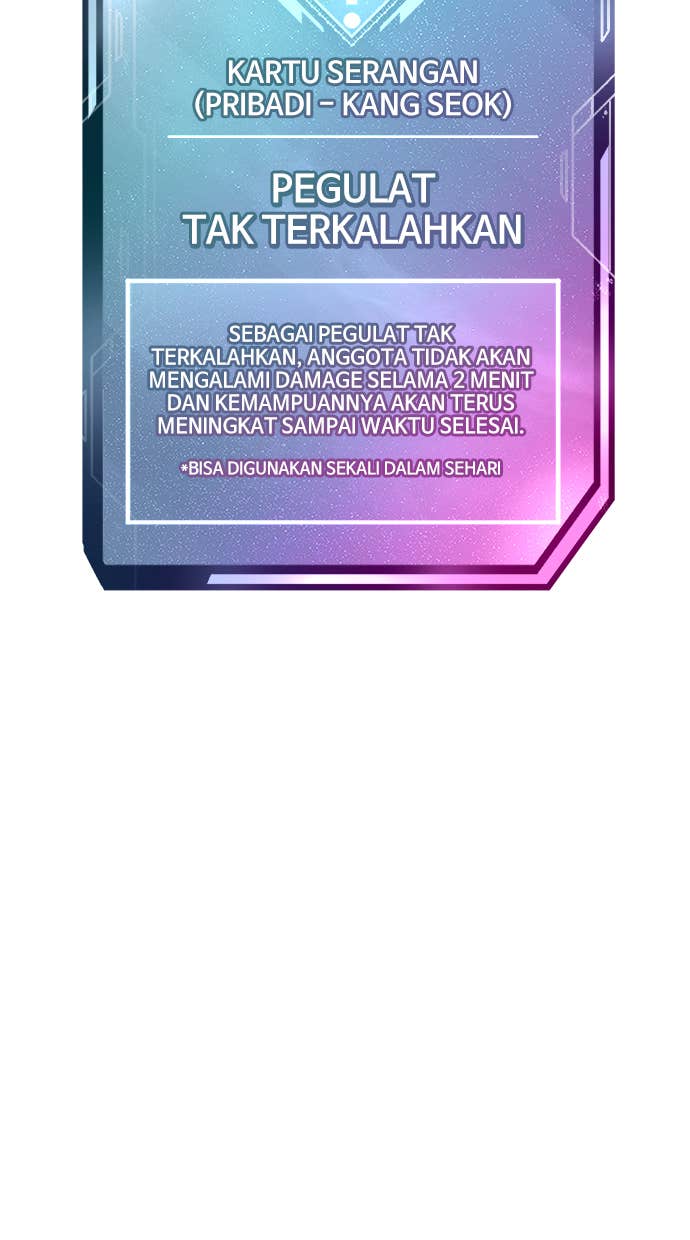 KARTU SERANGAN
(PRIBADI – KANG SEOK)
PEGULAT
TAK TERKALAHKAN
SEBAGAI PEGULAT TAK
TERKALAHKAN, ANGGOTA TIDAK AKAN
MENGALAMI DAMAGE SELAMA 2 MENIT
DAN KEMAMPUANNYA AKAN TERUS
MENINGKAT SAMPAI WAKTU SELESAI.
*BISA DIGUNAKAN SEKALI DALAM SEHARI